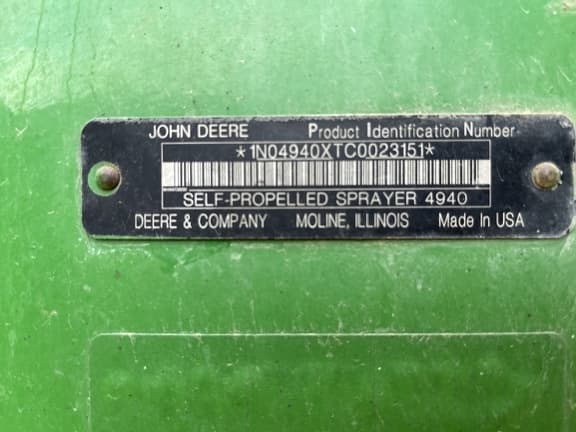 JOHN DEERE Product Identification Number
*1N04940XTC0023151*
SELF-PROPELLED SPRAYER 4940
DEERE & COMPANY MOLINE, ILLINOIS Made In USA